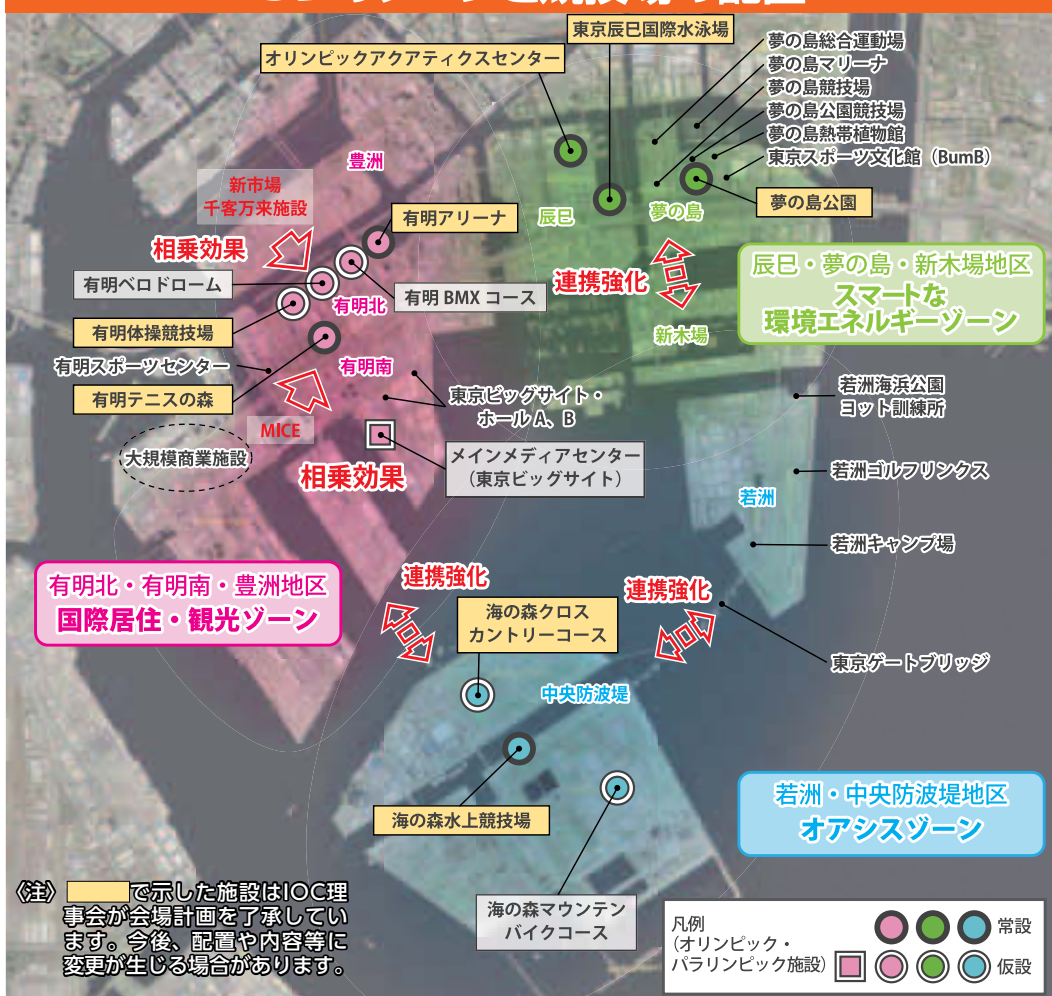 東京辰巳国際水泳場
オリンピックアクアティクスセンター
夢の島総合運動場
夢の島マリーナ
夢の島競技場
夢の島公園競技場
夢の島熱帯植物館
東京スポーツ文化館（BumB）
夢の島公園
豊洲
新市場
千客万来施設
相乗効果
有明アリーナ
辰巳
夢の島
有明ベロドローム
有明北
有明 BMX コース
連携強化
新木場
辰巳・夢の島・新木場地区
スマートな
環境エネルギーゾーン
有明体操競技場
有明スポーツセンター
有明南
有明テニスの森
MICE
東京ビッグサイト・
ホール A、B
大規模商業施設
相乗効果
メインメディアセンター
（東京ビッグサイト）
若洲海浜公園
ヨット訓練所
若洲ゴルフリンクス
若洲
若洲キャンプ場
有明北・有明南・豊洲地区
国際居住・観光ゾーン
連携強化
連携強化
海の森クロス
カントリーコース
東京ゲートブリッジ
中央防波堤
海の森水上競技場
若洲・中央防波堤地区
オアシスゾーン
海の森マウンテン
バイクコース
《注》で示した施設はIOC理
事会が会場計画を了承してい
ます。今後、配置や内容等に
変更が生じる場合があります。
凡例
（オリンピック・
パラリンピック施設）
常設
仮設